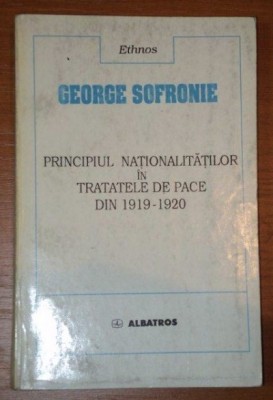 Ethnos
GEORGE SOFRONIE
PRINCIPIUL NAȚIONALITĂȚILOR
ÎN
TRATATELE DE PACE
DIN 1919-1920
ALBATROS